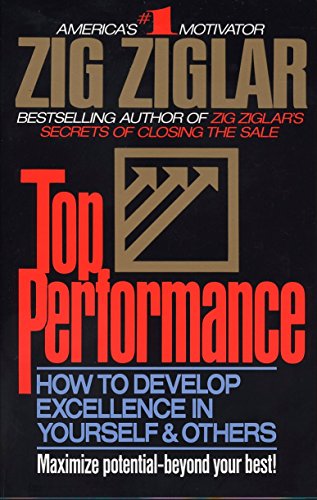 AMERICA'S #1 MOTIVATOR
ZIG ZIGLAR
BESTSELLING AUTHOR OF ZIG ZIGLAR'S
SECRETS OF CLOSING THE SALE
Top
Performance
HOW TO DEVELOP
EXCELLENCE IN
YOURSELF & OTHERS
Maximize potential-beyond your best!